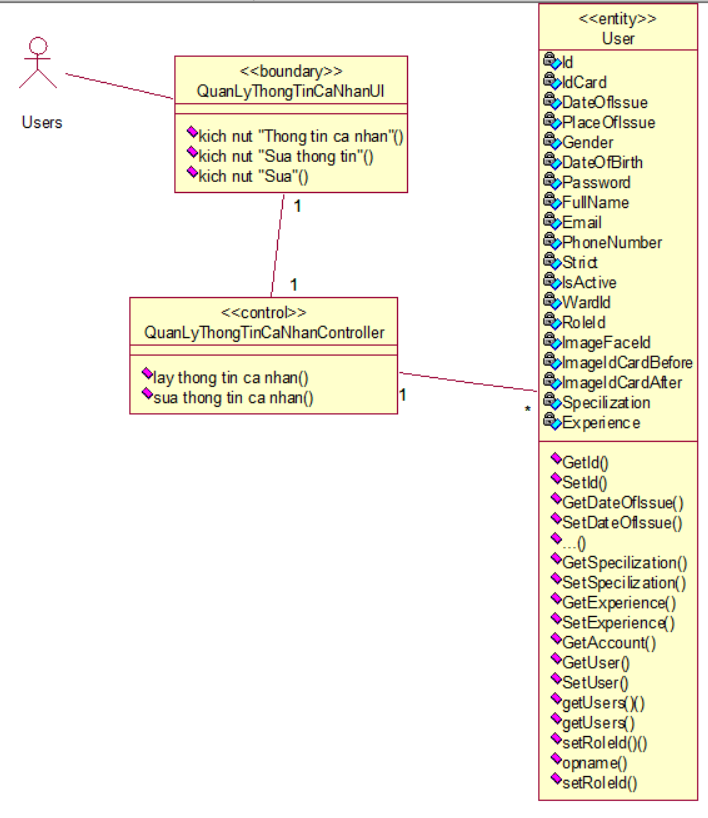 Users
<<boundary>>
QuanLyThongTinCaNhanUI
kich nut "Thong tin ca nhan"()
kich nut "Sua thong tin"()
kich nut "Sua"()
1
1
<<control>>
QuanLyThongTinCaNhanController
lay thong tin ca nhan()
sua thong tin ca nhan()
1
*
<<entity>>
User
Id
IdCard
DateOfIssue
PlaceOfIssue
Gender
DateOfBirth
Password
FullName
Email
PhoneNumber
Strict
IsActive
WardId
RoleId
ImageFaceId
ImageIdCardBefore
ImageIdCardAfter
Specilization
Experience
GetId()
SetId()
GetDateOfIssue()
SetDateOfIssue()
...()
GetSpecilization()
SetSpecilization()
GetExperience()
SetExperience()
GetAccount()
GetUser()
SetUser()
getUsers()()
getUsers()
setRoleId()()
opname()
setRoleId()